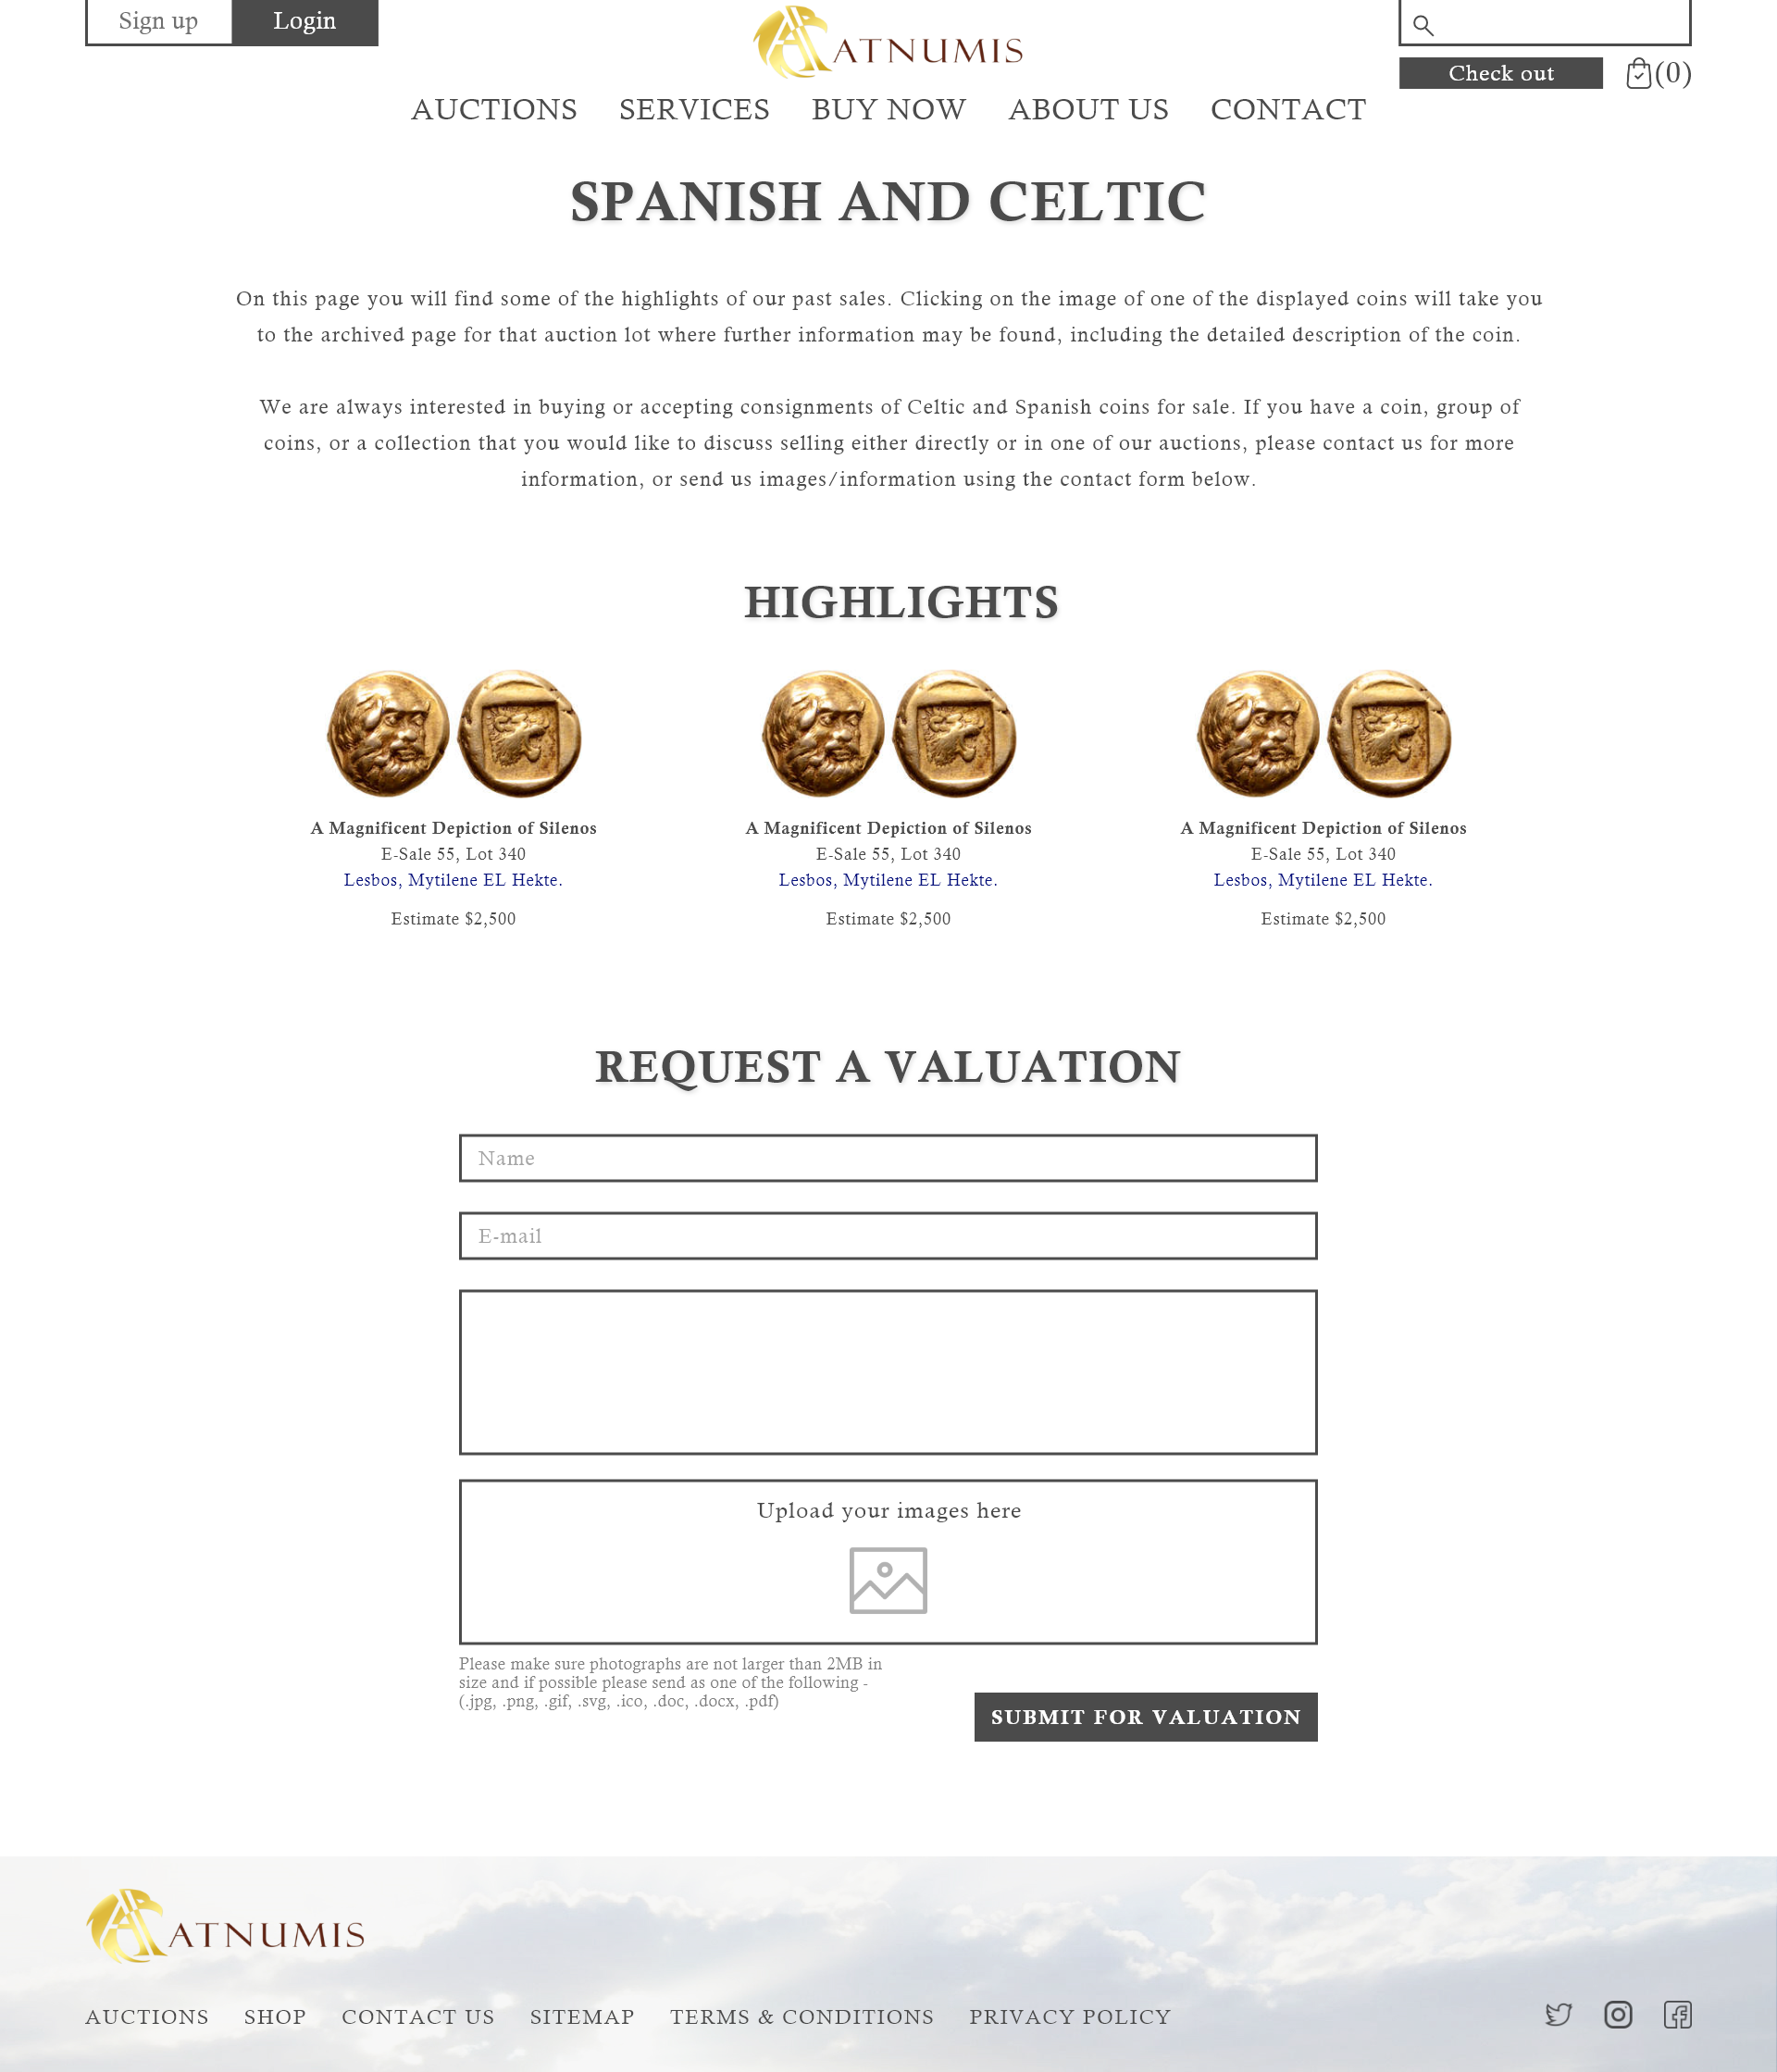 Sign up
Login
ATNUMIS
Check out
(0)
AUCTIONS
SERVICES
BUY NOW
ABOUT US
CONTACT
SPANISH AND CELTIC
On this page you will find some of the highlights of our past sales. Clicking on the image of one of the displayed coins will take you
to the archived page for that auction lot where further information may be found, including the detailed description of the coin.
We are always interested in buying or accepting consignments of Celtic and Spanish coins for sale. If you have a coin, group of
coins, or a collection that you would like to discuss selling either directly or in one of our auctions, please contact us for more
information, or send us images/information using the contact form below.
HIGHLIGHTS
A Magnificent Depiction of Silenos
E-Sale 55, Lot 340
Lesbos, Mytilene EL Hekte.
Estimate $2,500
A Magnificent Depiction of Silenos
E-Sale 55, Lot 340
Lesbos, Mytilene EL Hekte.
Estimate $2,500
A Magnificent Depiction of Silenos
E-Sale 55, Lot 340
Lesbos, Mytilene EL Hekte.
Estimate $2,500
REQUEST A VALUATION
Name
E-mail
Upload your images here
Please make sure photographs are not larger than 2MB in
size and if possible please send as one of the following -
(.jpg, .png, .gif, .svg, .ico, .doc, .docx, .pdf)
SUBMIT FOR VALUATION
ATNUMIS
AUCTIONS
SHOP
CONTACT US
SITEMAP
TERMS & CONDITIONS
PRIVACY POLICY